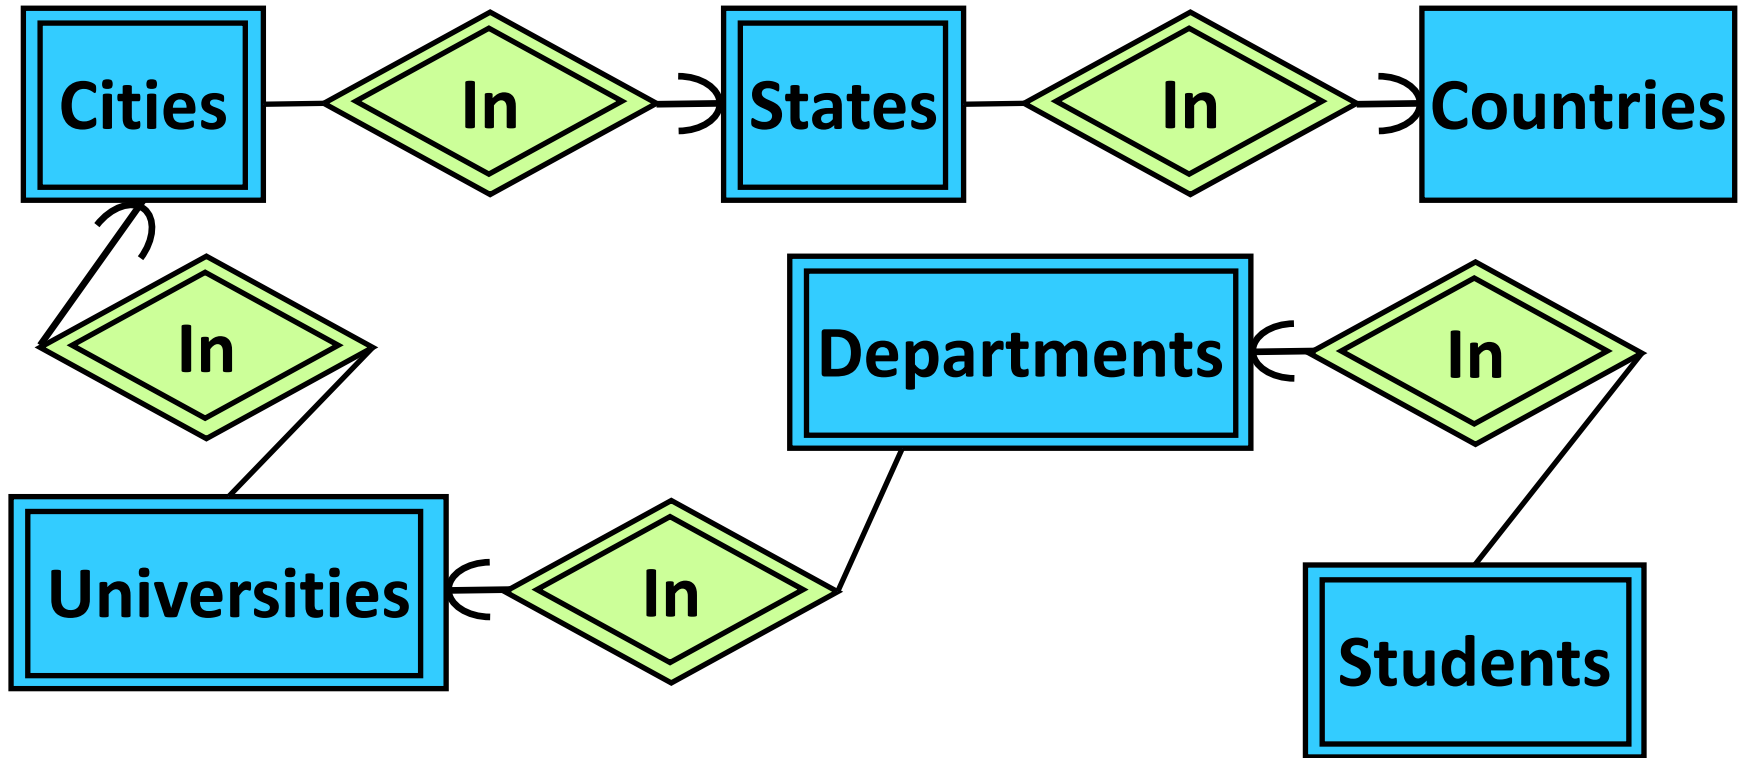 Cities
In
States
In
Countries
In
Departments
In
Universities
In
Students